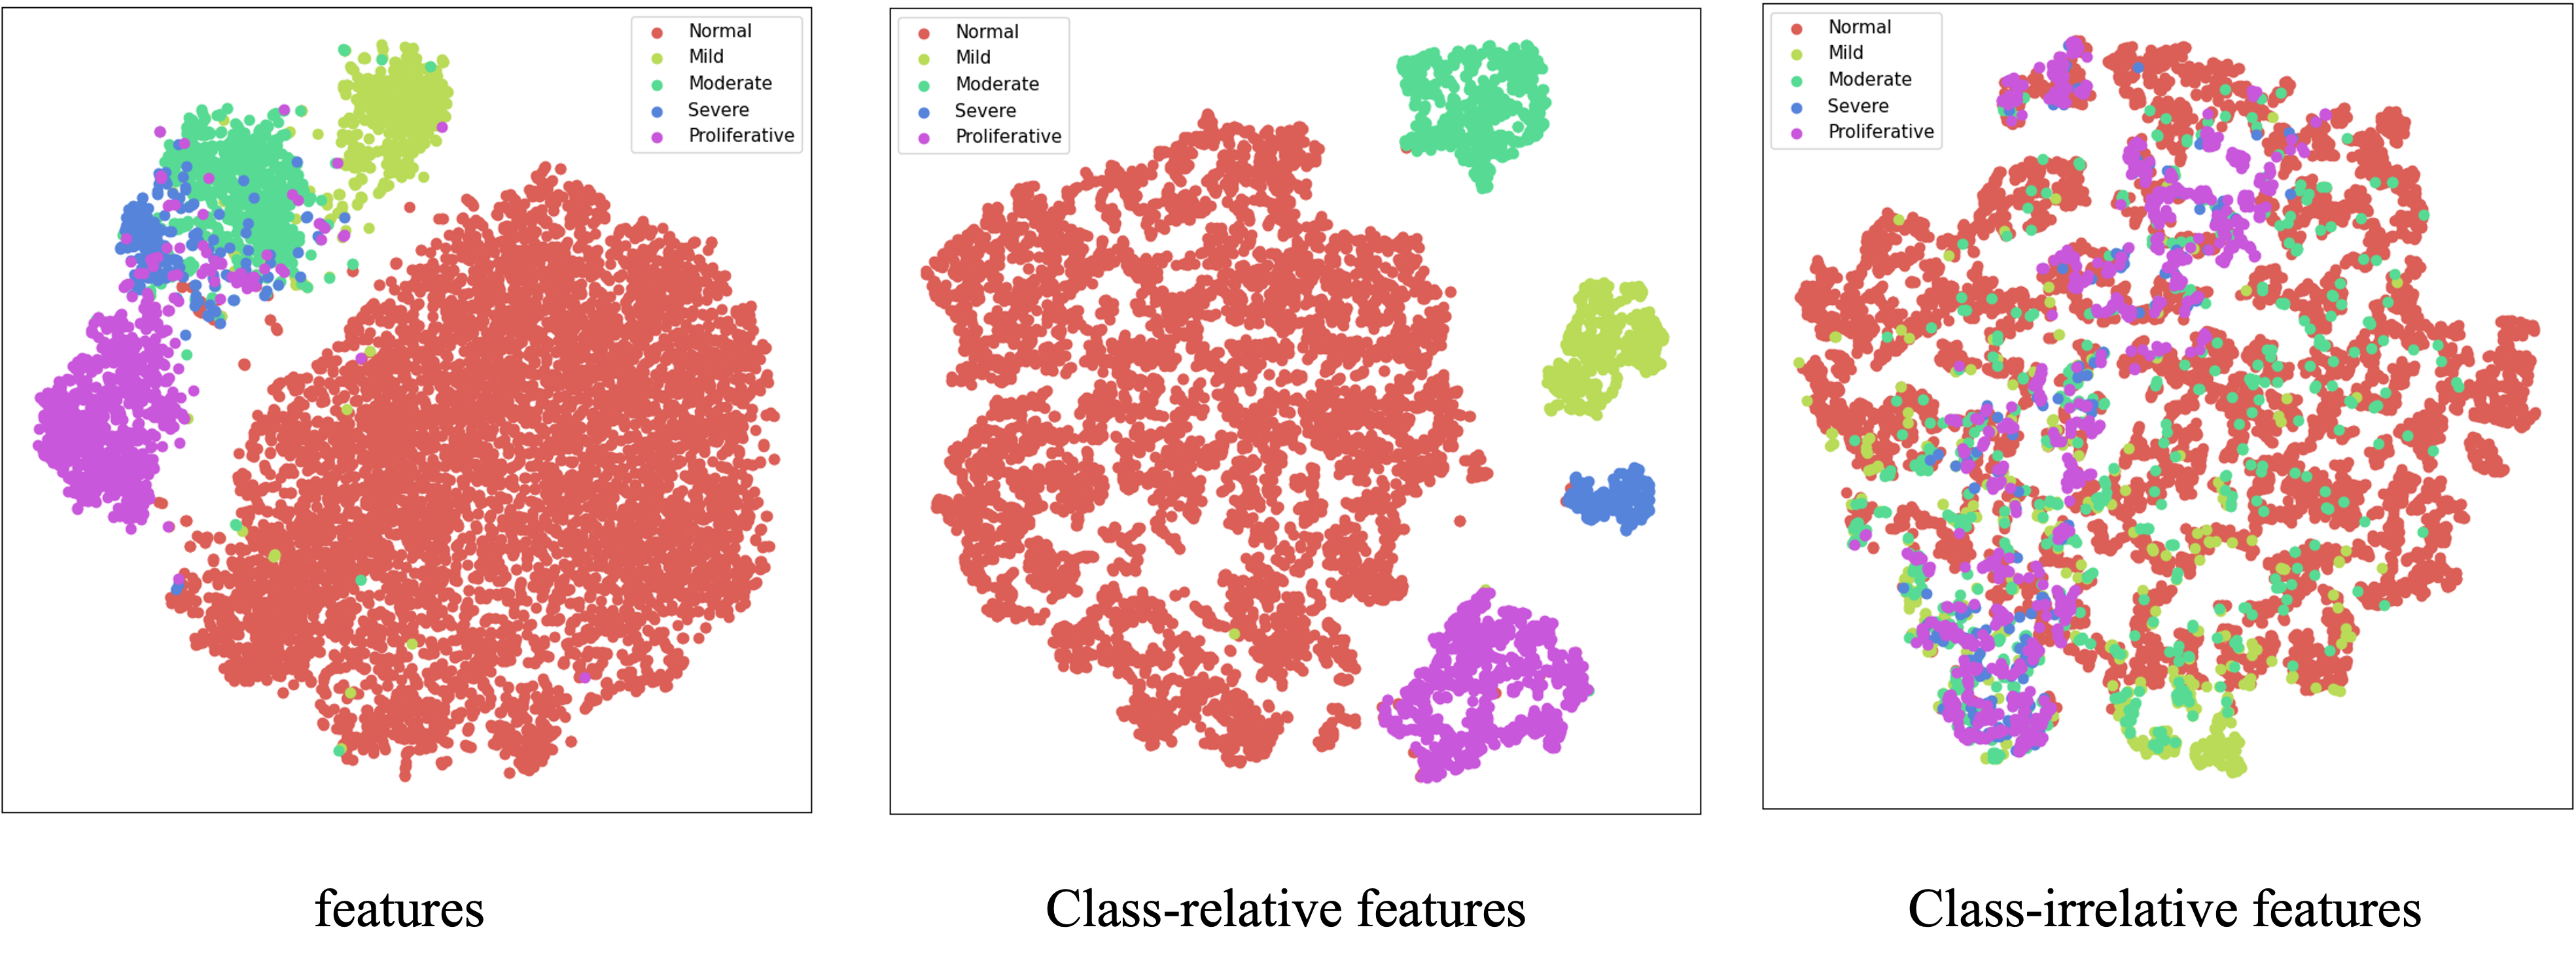 Normal
Mild
Moderate
Severe
Proliferative
Normal
Mild
Moderate
Severe
Proliferative
Normal
Mild
Moderate
Severe
Proliferative
features
Class-relative features
Class-irrelative features